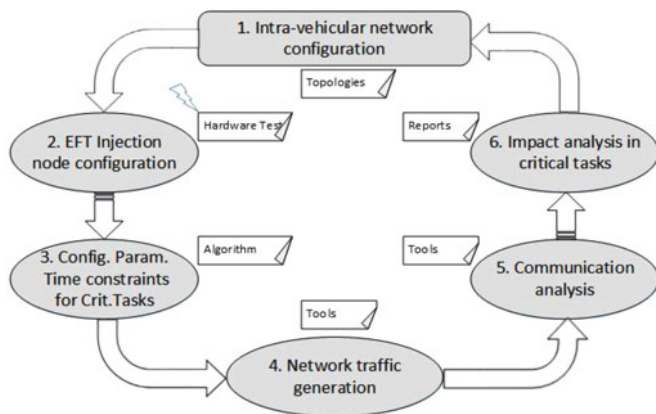 1. Intra-vehicular network
configuration
Topologies
Hardware Test
Reports
2. EFT Injection
node configuration
6. Impact analysis in
critical tasks
Algorithm
Tools
3. Config. Param.
Time constraints
for Crit.Tasks
5. Communication
analysis
Tools
4. Network traffic
generation